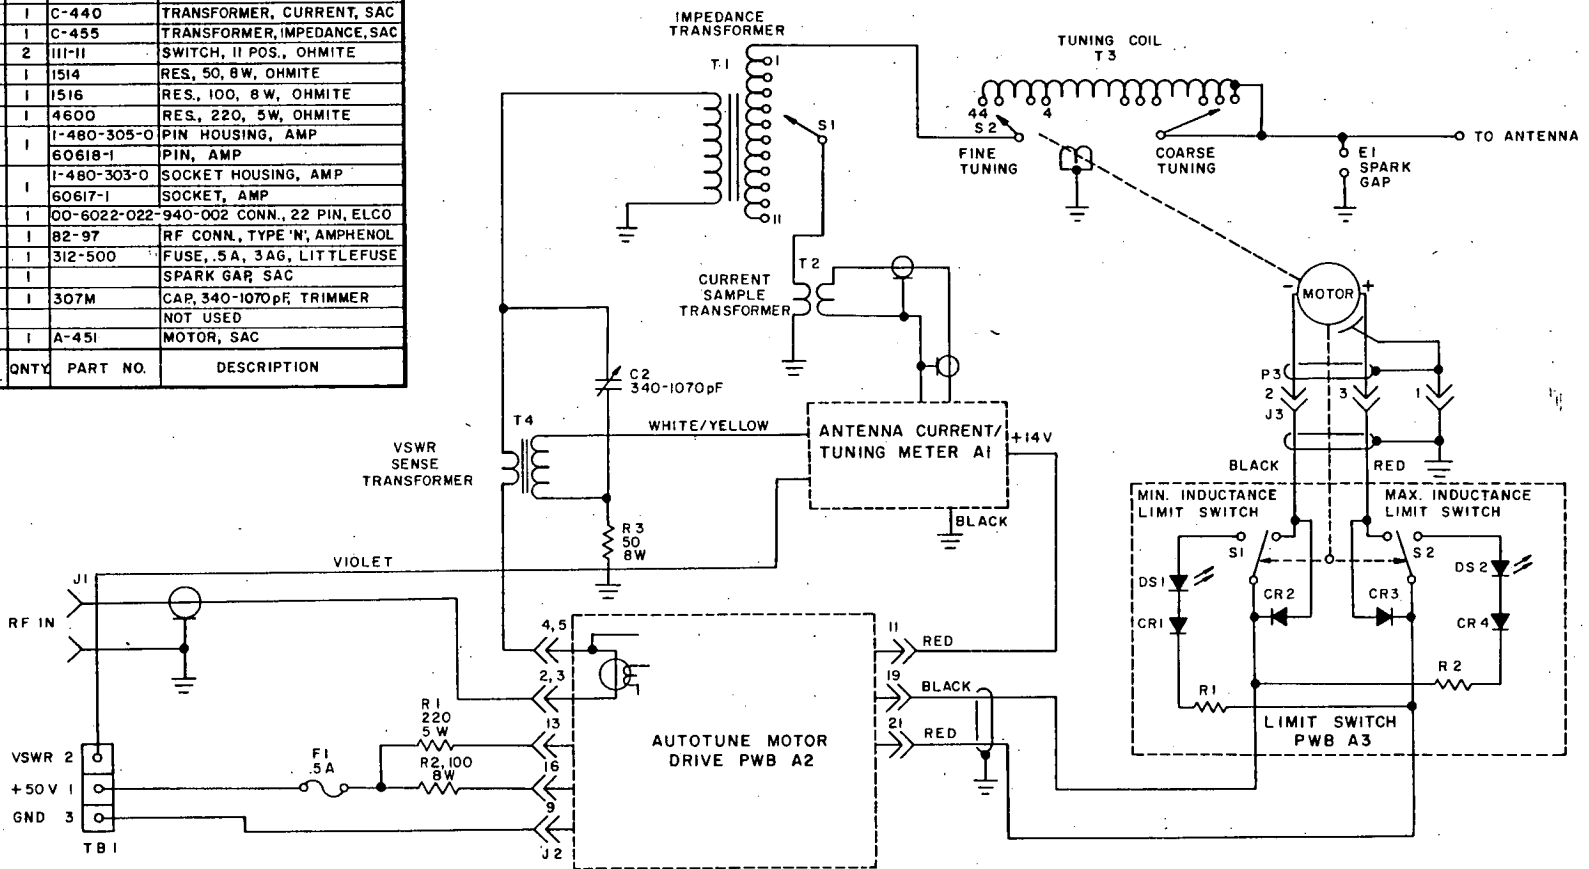 1 C-440 TRANSFORMER, CURRENT, SAC
1 C-455 TRANSFORMER, IMPEDANCE, SAC
2 111-11 SWITCH, 11 POS., OHMITE
1 1514 RES., 50, 8W, OHMITE
1 1516 RES., 100, 8W, OHMITE
1 4600 RES., 220, 5W, OHMITE
1 1-480-305-0 PIN HOUSING, AMP
60618-1 PIN, AMP
1 1-480-303-0 SOCKET HOUSING, AMP
60617-1 SOCKET, AMP
1 00-6022-022-940-002 CONN., 22 PIN, ELCO
1 82-97 RF CONN., TYPE 'N', AMPHENOL
1 312-500 FUSE, .5A, 3AG, LITTLEFUSE
1 SPARK GAP, SAC
1 307M CAP, 340-1070pF, TRIMMER
NOT USED
1 A-451 MOTOR, SAC
QNTY PART NO. DESCRIPTION
IMPEDANCE
TRANSFORMER
T1
1
11
S1
TUNING COIL
T3
44
4
S2
FINE
TUNING
COARSE
TUNING
TO ANTENNA
E1
SPARK
GAP
T2
CURRENT
SAMPLE
TRANSFORMER
- MOTOR +
P3
2 3 1
J3
BLACK RED
C2
340-1070pF
T4
VSWR
SENSE
TRANSFORMER
WHITE/YELLOW
ANTENNA CURRENT/
TUNING METER A1
+14V
BLACK
R3
50
8W
VIOLET
MIN. INDUCTANCE
LIMIT SWITCH
MAX. INDUCTANCE
LIMIT SWITCH
S1
S2
DS1
DS2
CR2
CR3
CR1
CR4
R2
R1
LIMIT SWITCH
PWB A3
J1
RF IN
4,5
2,3
13
16
9
J2
11
RED
19
BLACK
21
RED
R1
220
5W
R2, 100
8W
F1
.5A
AUTOTUNE MOTOR
DRIVE PWB A2
VSWR 2
+50V 1
GND 3
TB1